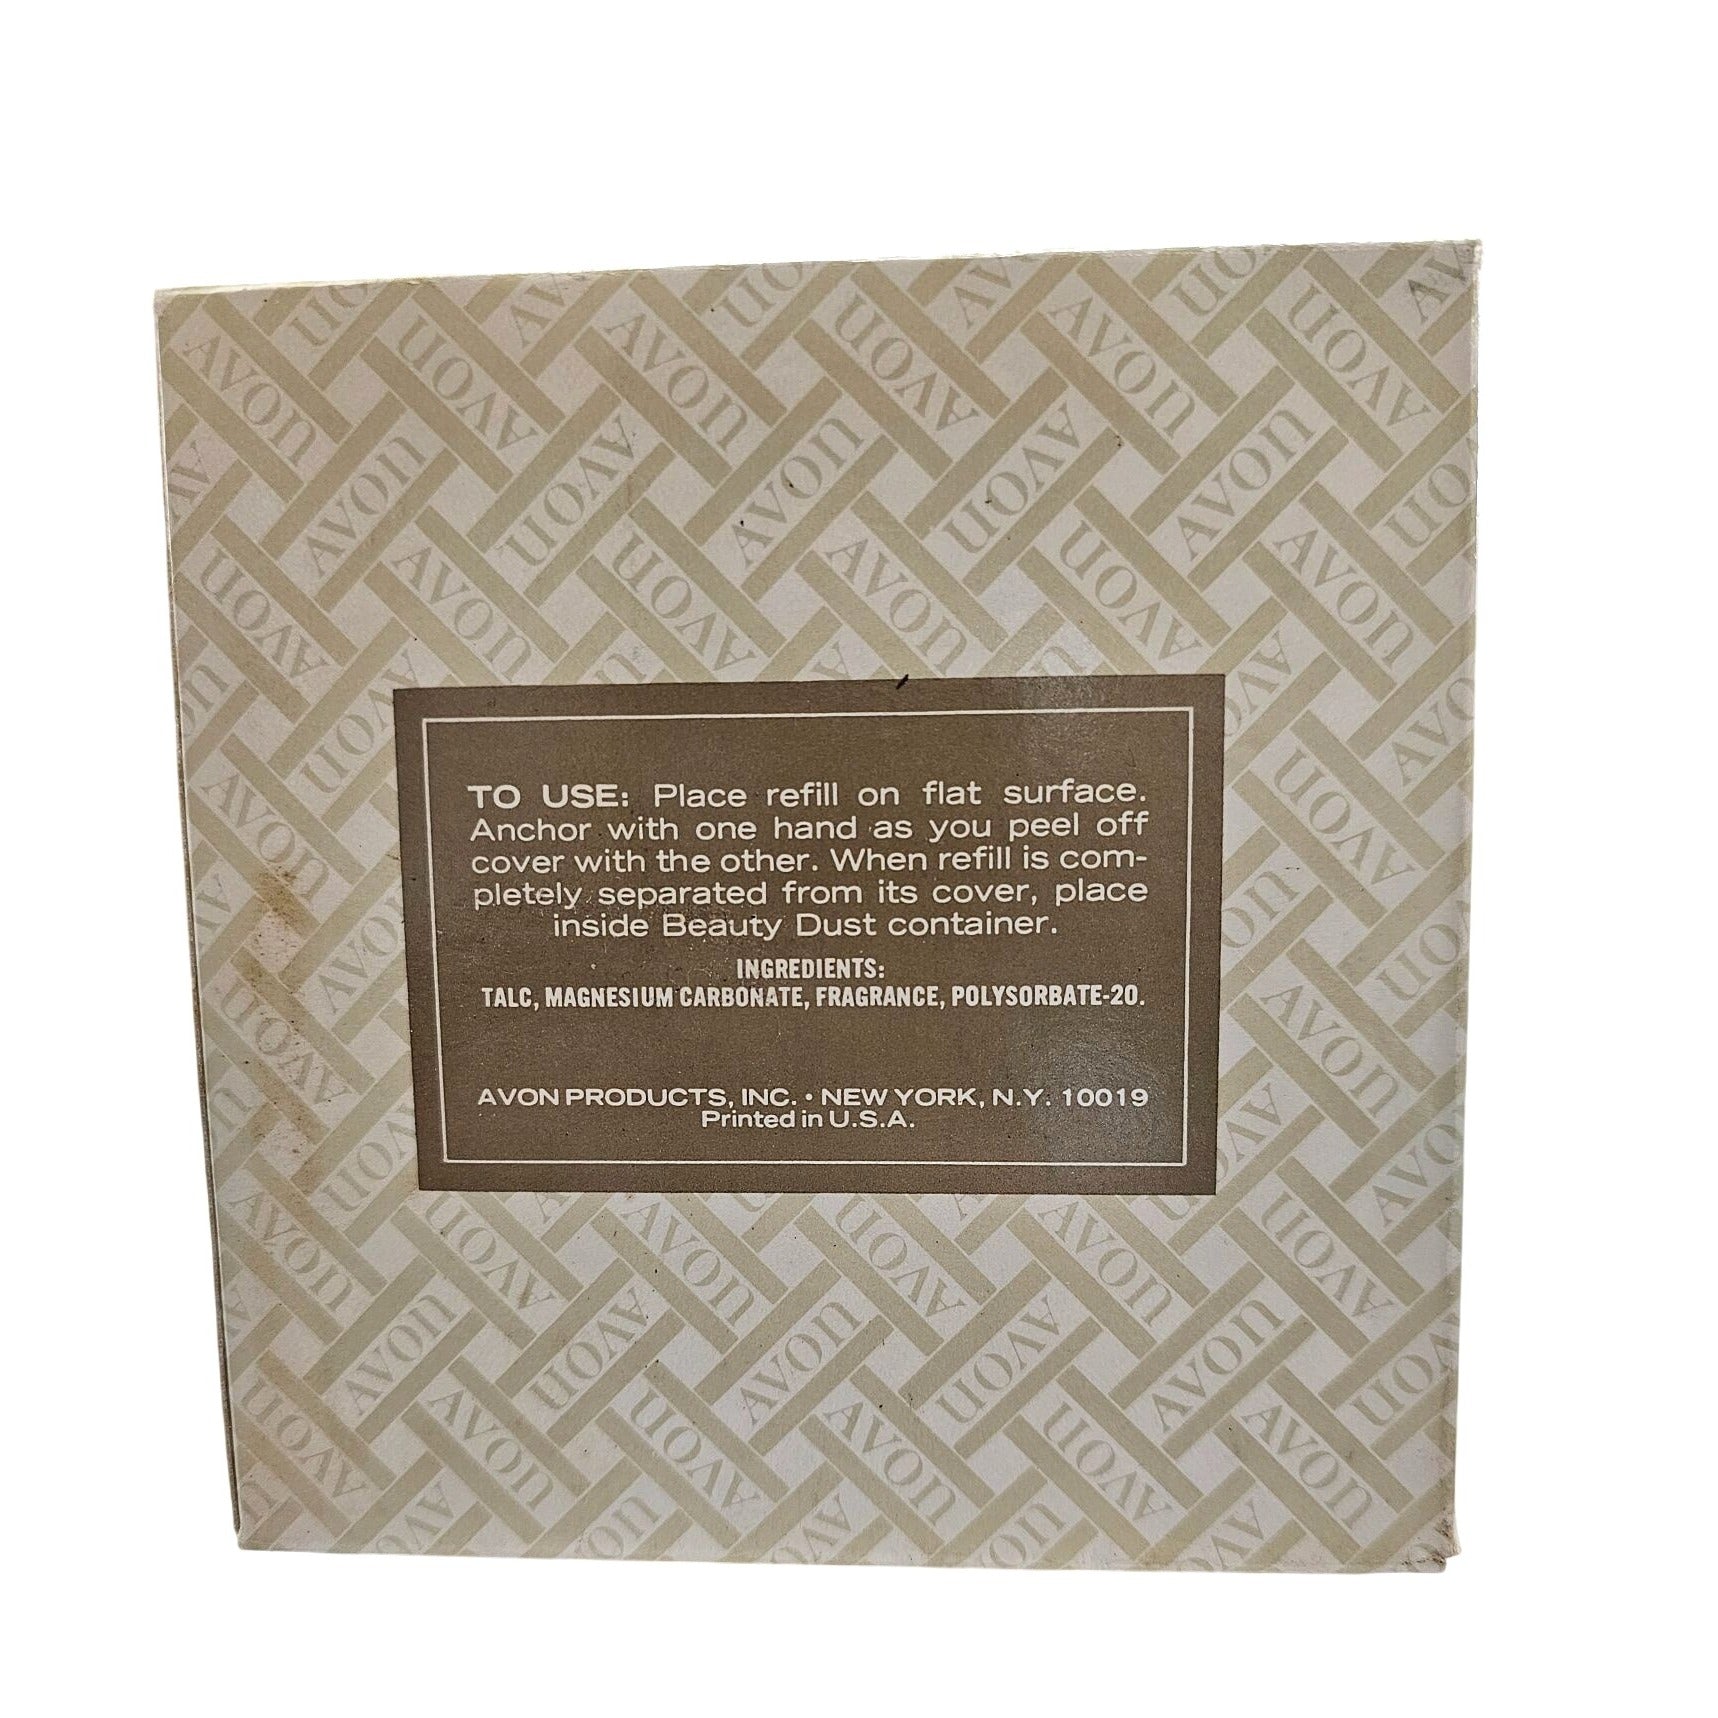 TO USE: Place refill on flat surface.
Anchor with one hand as you peel off
cover with the other. When refill is com-
pletely separated from its cover, place
inside Beauty Dust container.
INGREDIENTS:
TALC, MAGNESIUM CARBONATE, FRAGRANCE, POLYSORBATE-20.
AVON PRODUCTS, INC. • NEW YORK, N.Y. 10019
Printed in U.S.A.
AVON